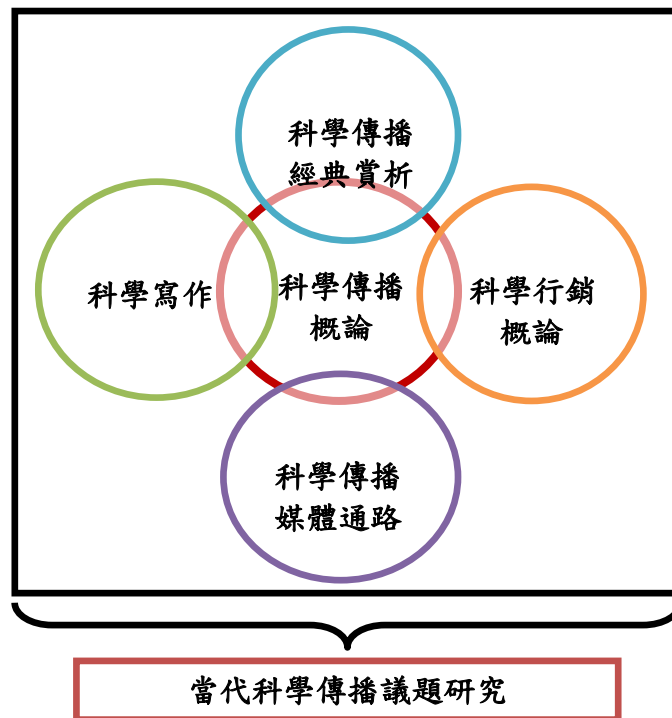 科學傳播
經典賞析
科學寫作
科學傳播
概論
科學行銷
概論
科學傳播
媒體通路
當代科學傳播議題研究